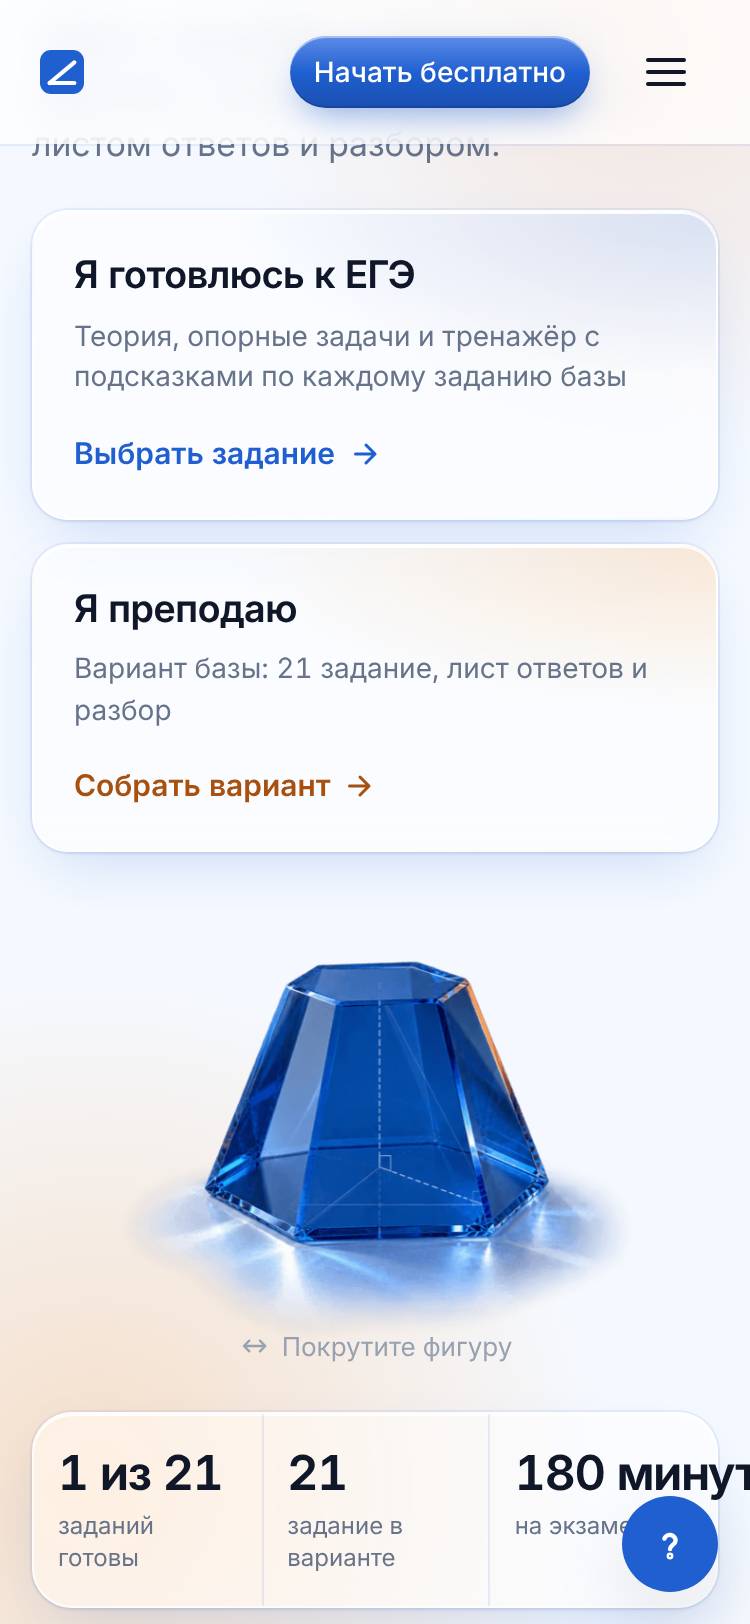 Начать бесплатно
листом ответов и разбором.
Я готовлюсь к ЕГЭ
Теория, опорные задачи и тренажёр с
подсказками по каждому заданию базы
Выбрать задание →
Я преподаю
Вариант базы: 21 задание, лист ответов и
разбор
Собрать вариант →
↔ Покрутите фигуру
1 из 21
заданий
готовы
21
задание в
варианте
180 минут
на экзаме
?